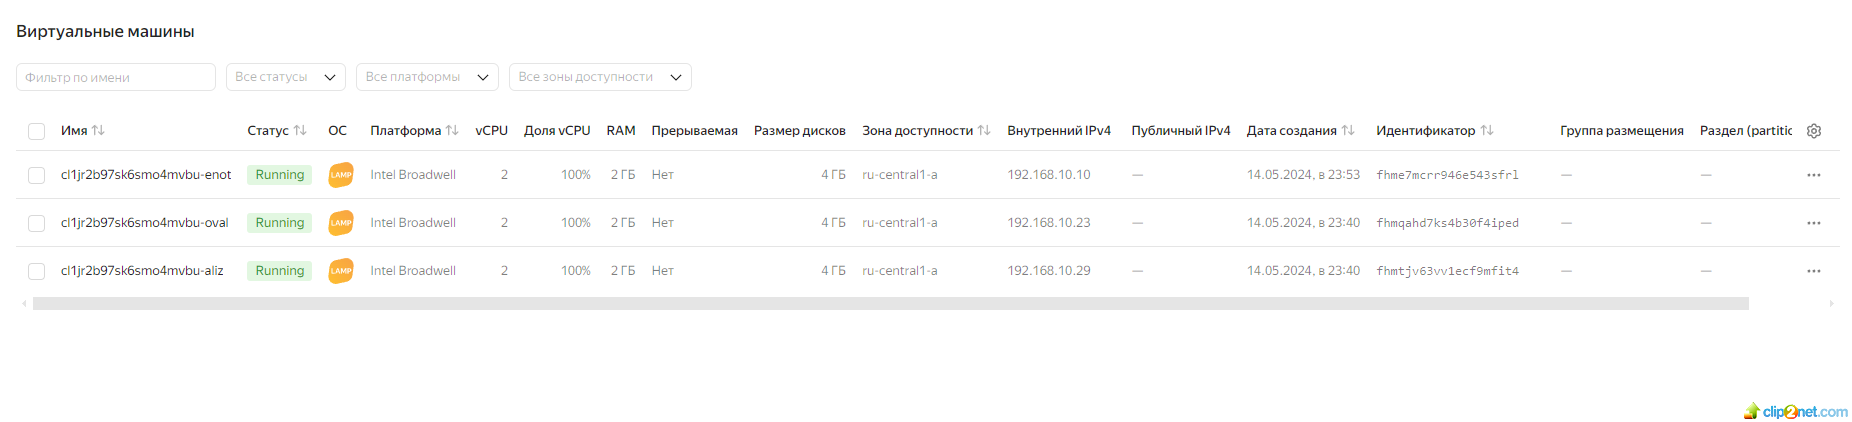 Виртуальные машины
Фильтр по имени Все статусы Все платформы Все зоны доступности
Имя Статус ОС Платформа vCPU Доля vCPU RAM Прерываемая Размер дисков Зона доступности Внутренний IPv4 Публичный IPv4 Дата создания Идентификатор Группа размещения Раздел (partitic
cl1jr2b97sk6smo4mvbu-enot Running LAMP Intel Broadwell 2 100% 2 ГБ Нет 4 ГБ ru-central1-a 192.168.10.10 — 14.05.2024, в 23:53 fhme7mcrr946e543sfrl — —
cl1jr2b97sk6smo4mvbu-oval Running LAMP Intel Broadwell 2 100% 2 ГБ Нет 4 ГБ ru-central1-a 192.168.10.23 — 14.05.2024, в 23:40 fhmqahd7ks4b30f4iped — —
cl1jr2b97sk6smo4mvbu-aliz Running LAMP Intel Broadwell 2 100% 2 ГБ Нет 4 ГБ ru-central1-a 192.168.10.29 — 14.05.2024, в 23:40 fhmtjv63vv1ecf9mfit4 — —
clip2net.com